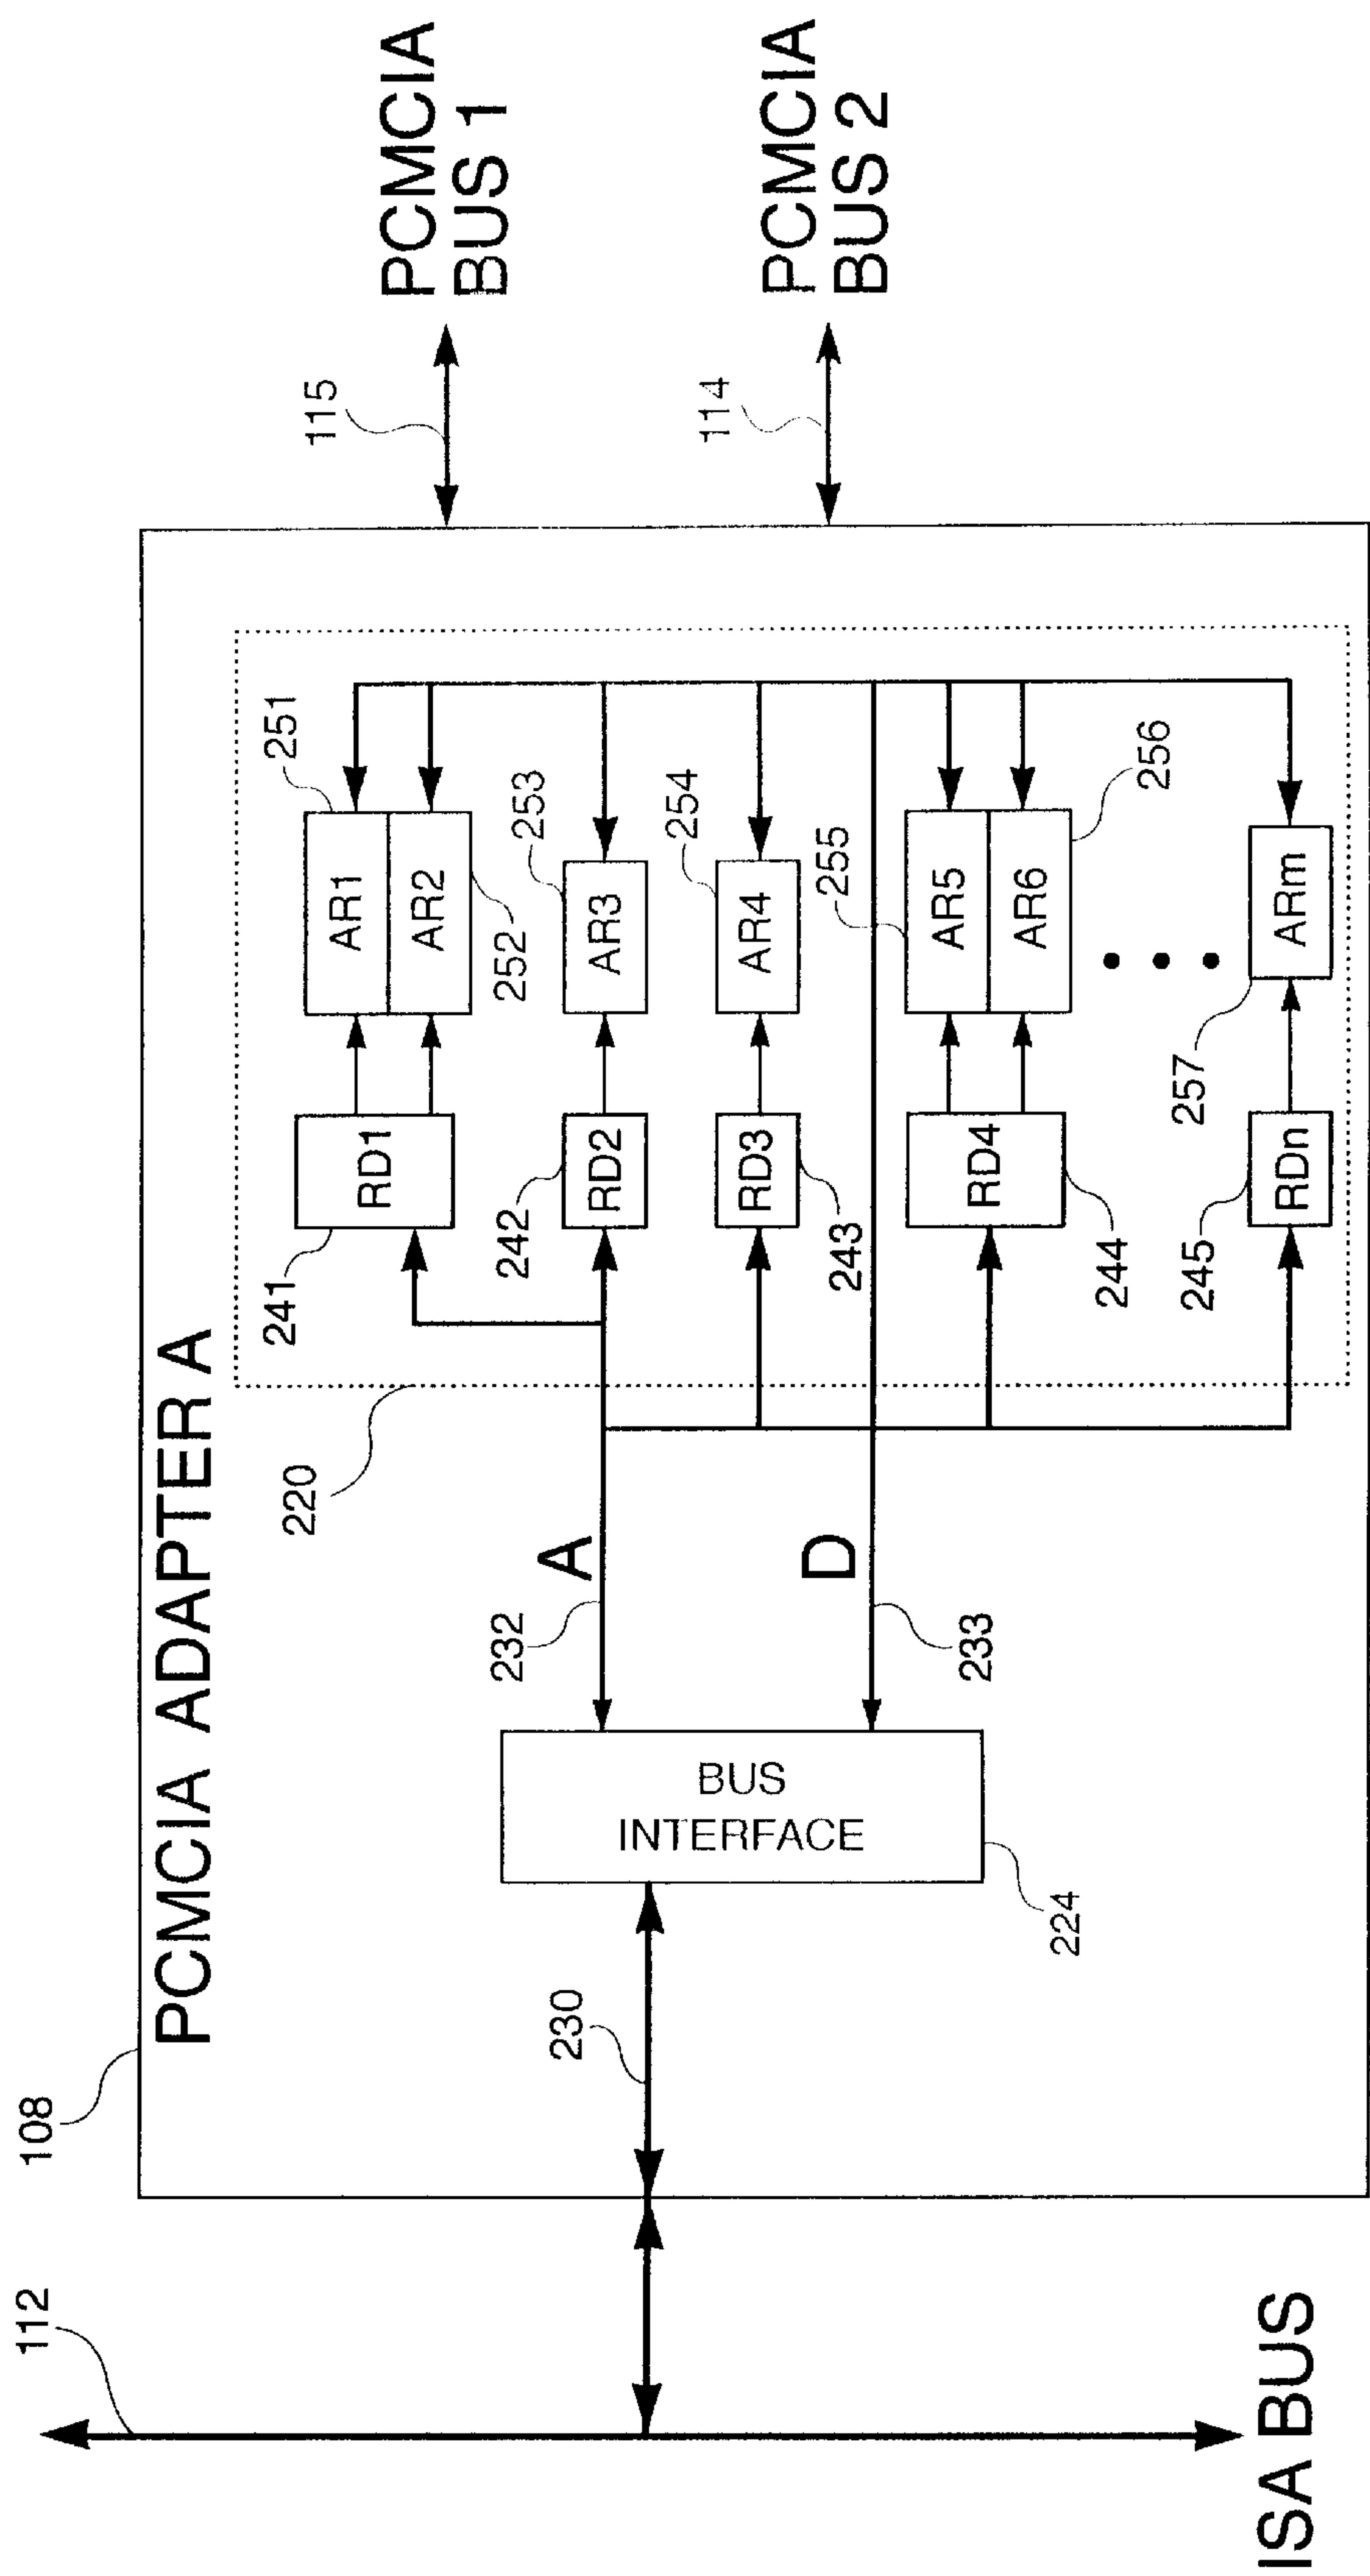 112
108
PCMCIA ADAPTER A
220
241
RD1
AR1
251
AR2
252
115
PCMCIA
BUS 1
230
232
A
242
RD2
AR3
253
RD3
243
AR4
254
114
PCMCIA
BUS 2
BUS
INTERFACE
224
D
233
244
RD4
AR5
255
AR6
256
245
RDn
ARm
257
ISA BUS